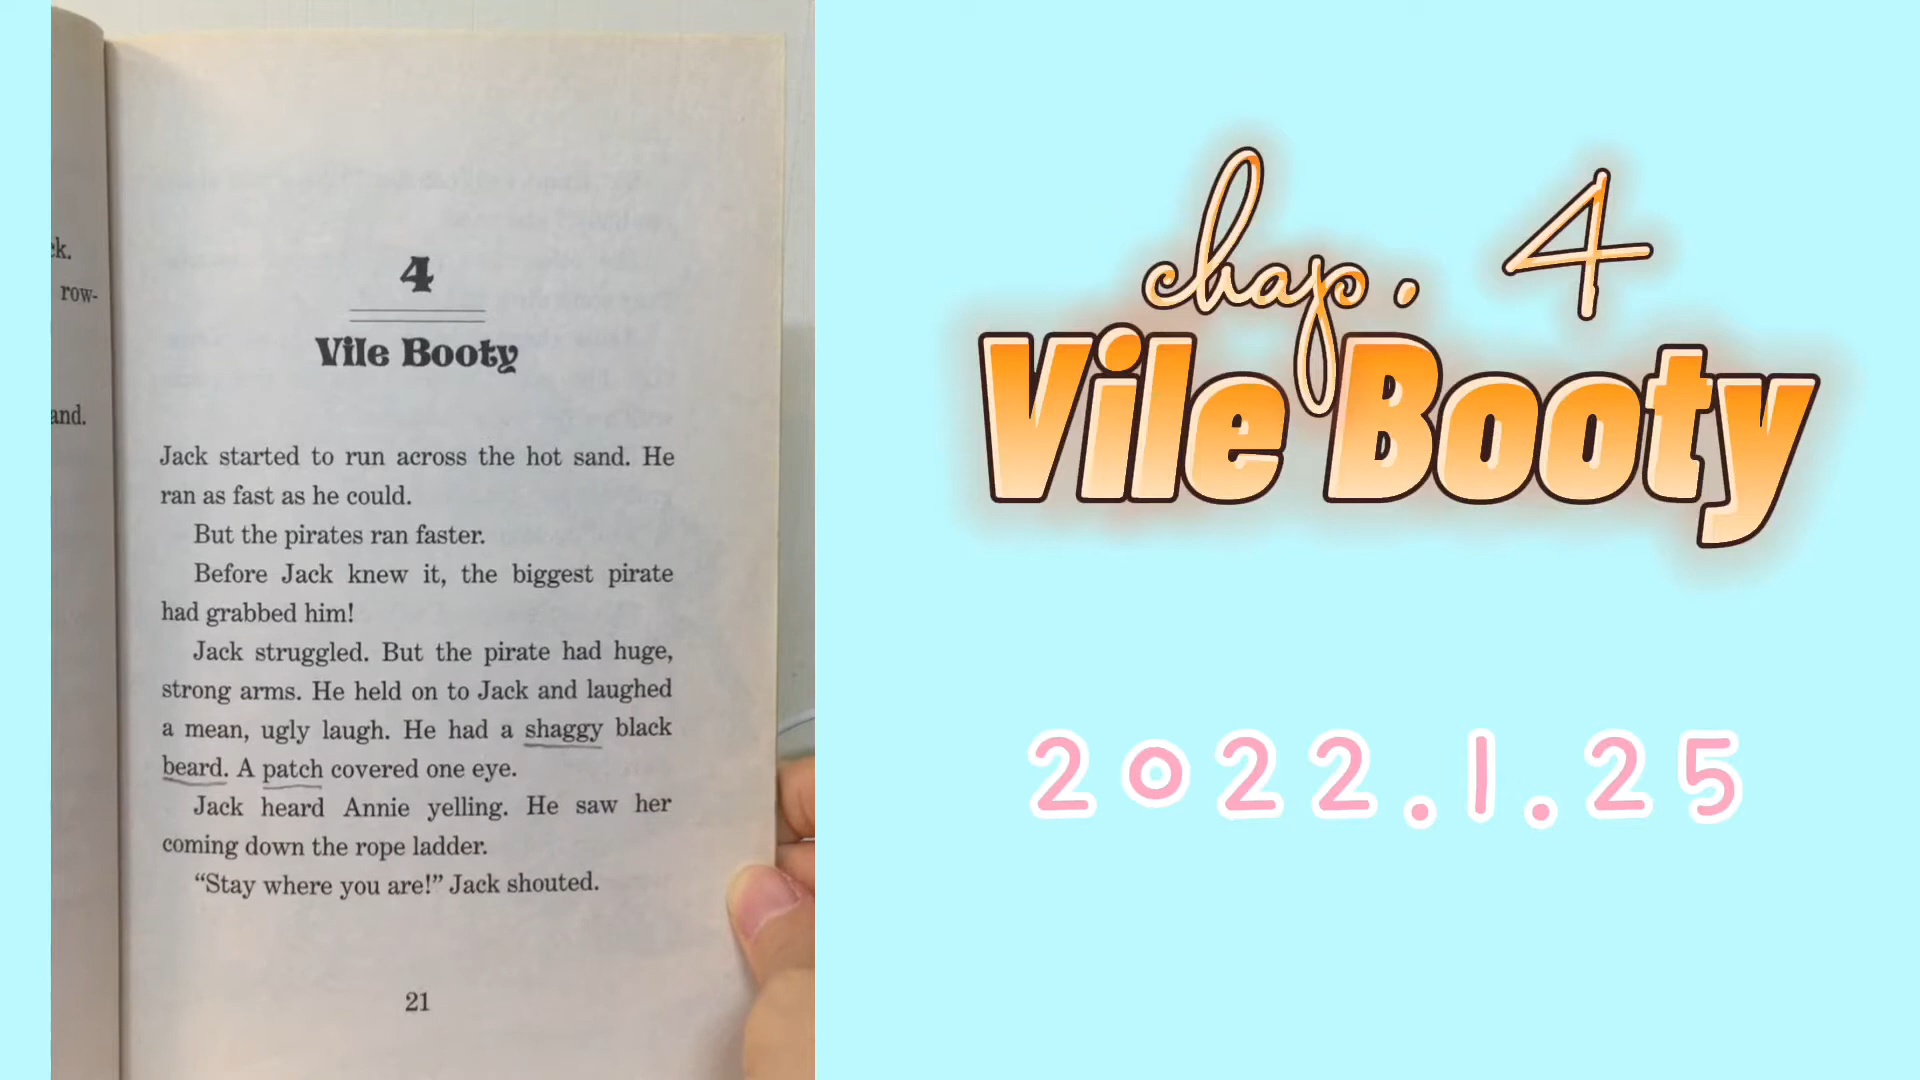 ck.
row-
and.
4
Vile Booty
Jack started to run across the hot sand. He
ran as fast as he could.
But the pirates ran faster.
Before Jack knew it, the biggest pirate
had grabbed him!
Jack struggled. But the pirate had huge,
strong arms. He held on to Jack and laughed
a mean, ugly laugh. He had a shaggy black
beard. A patch covered one eye.
Jack heard Annie yelling. He saw her
coming down the rope ladder.
“Stay where you are!” Jack shouted.
21
chap. 4
Vile Booty
2022.1.25